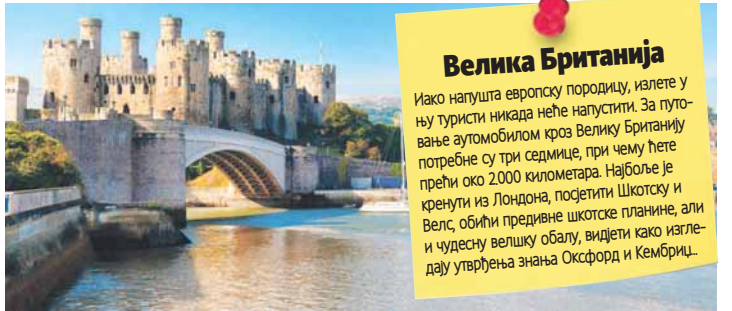 Велика Британија
Иако напушта европску породицу, излете у
њу туристи никада неће напустити. За путо-
вање аутомобилом кроз Велику Британију
потребне су три седмице, при чему ћете
прећи око 2.000 километара. Најбоље је
кренути из Лондона, посјетити Шкотску и
Велс, обићи предивне шкотске планине, али
и чудесну велшку обалу, видјети како изгле-
дају утврђења знања Оксфорд и Кембриџ...